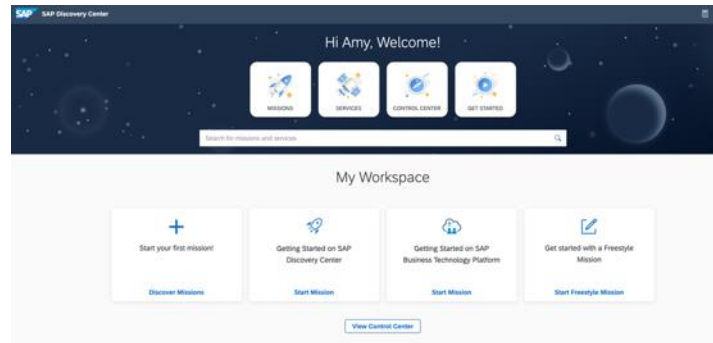 SAP SAP Discovery Center
Hi Amy, Welcome!
MISSIONS SERVICES CONTROL CENTER GET STARTED
Search for missions and services
My Workspace
Start your first mission!
Discover Missions
Getting Started on SAP
Discovery Center
Start Mission
Getting Started on SAP
Business Technology Platform
Start Mission
Get started with a Freestyle
Mission
Start Freestyle Mission
View Control Center